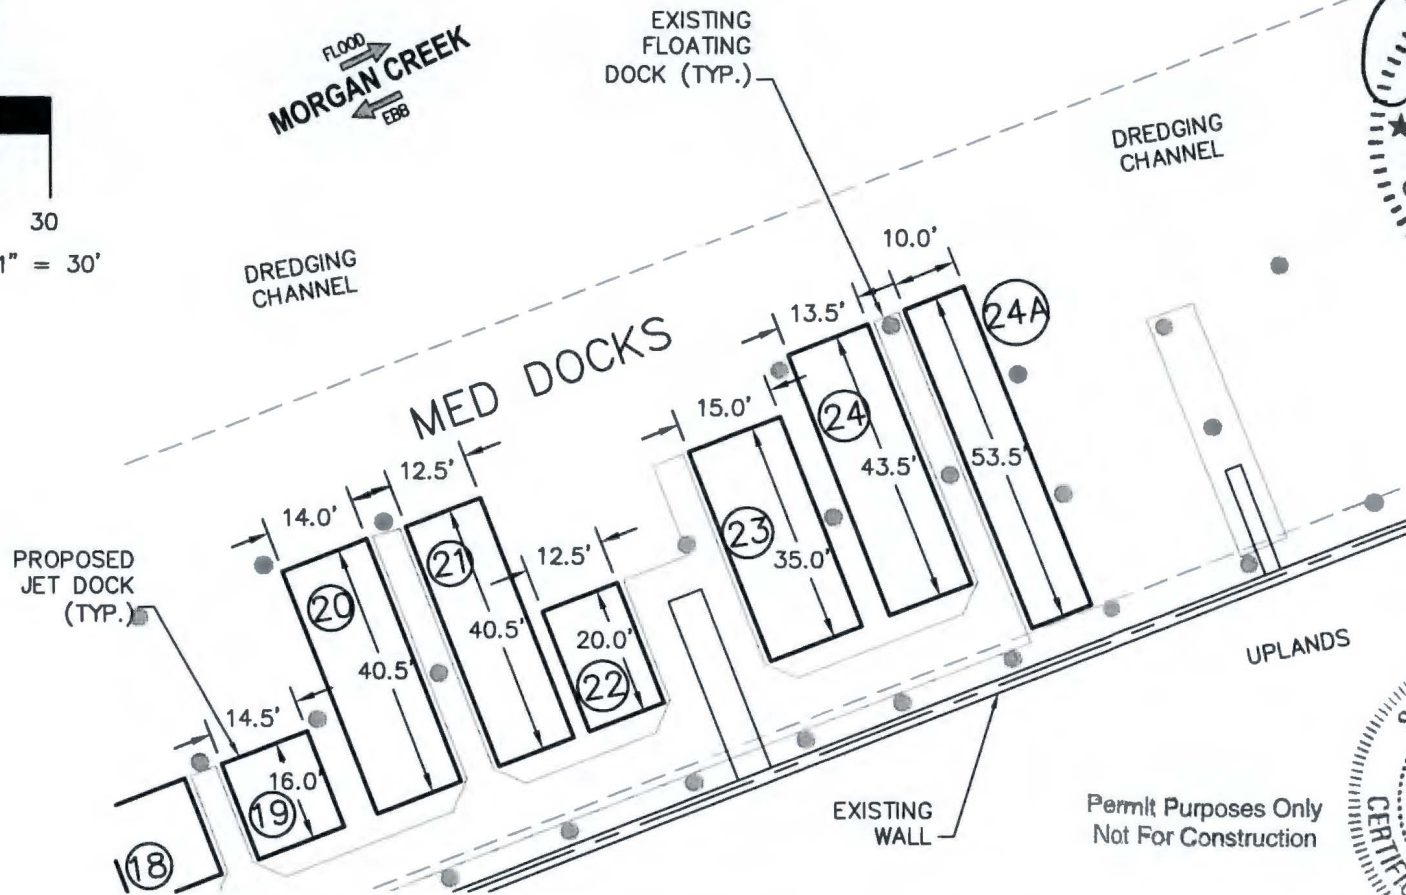 FLOOD
MORGAN CREEK
EBB
30
1" = 30'
EXISTING
FLOATING
DOCK (TYP.)
DREDGING
CHANNEL
DREDGING
CHANNEL
MED DOCKS
10.0'
13.5'
24A
15.0'
24
43.5'
53.5'
12.5'
14.0'
21
12.5'
23
35.0'
PROPOSED
JET DOCK
(TYP.)
20
40.5'
40.5'
20.0'
22
14.5'
16.0'
19
18
UPLANDS
EXISTING
WALL
Permit Purposes Only
Not For Construction